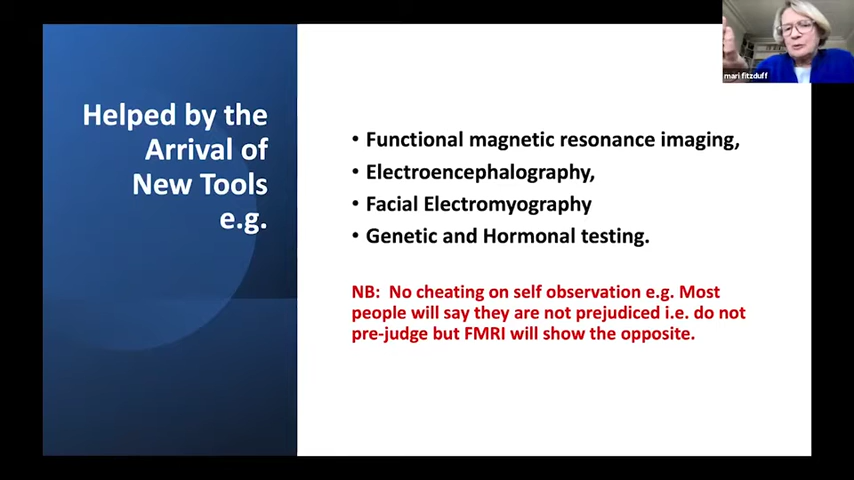 Helped by the
Arrival of
New Tools
e.g.
• Functional magnetic resonance imaging,
• Electroencephalography,
• Facial Electromyography
• Genetic and Hormonal testing.
NB:  No cheating on self observation e.g. Most
people will say they are not prejudiced i.e. do not
pre-judge but FMRI will show the opposite.
mari fitzduff